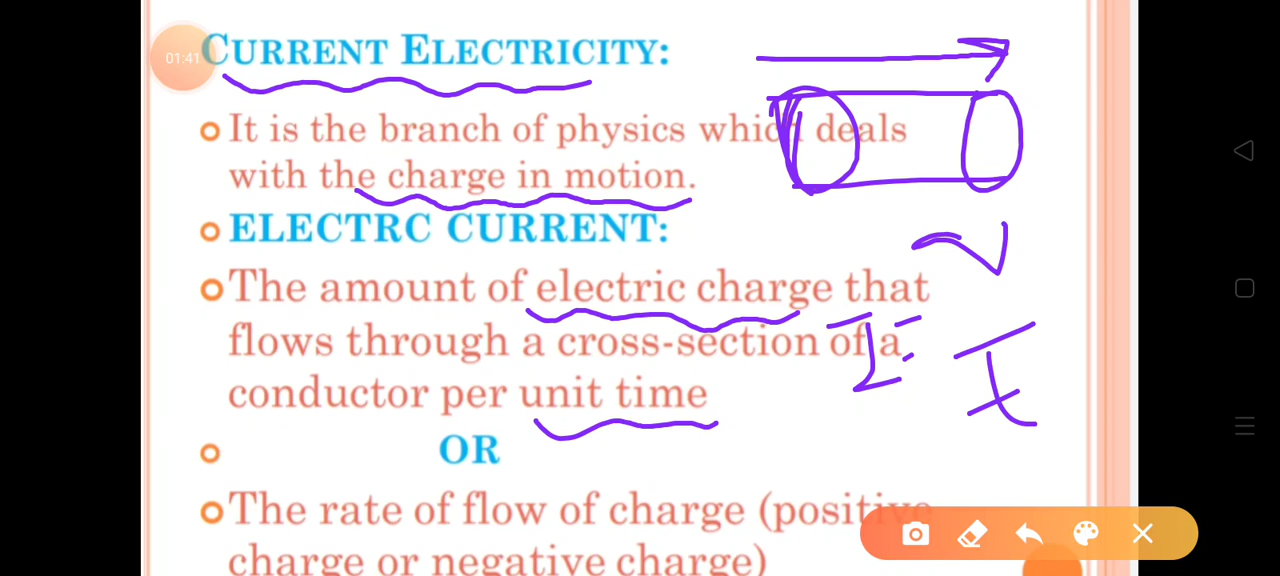 01:41
CURRENT ELECTRICITY:
It is the branch of physics which deals
with the charge in motion.
ELECTRC CURRENT:
The amount of electric charge that
flows through a cross-section of a
conductor per unit time
I =
I
OR
The rate of flow of charge (positive
charge or negative charge)